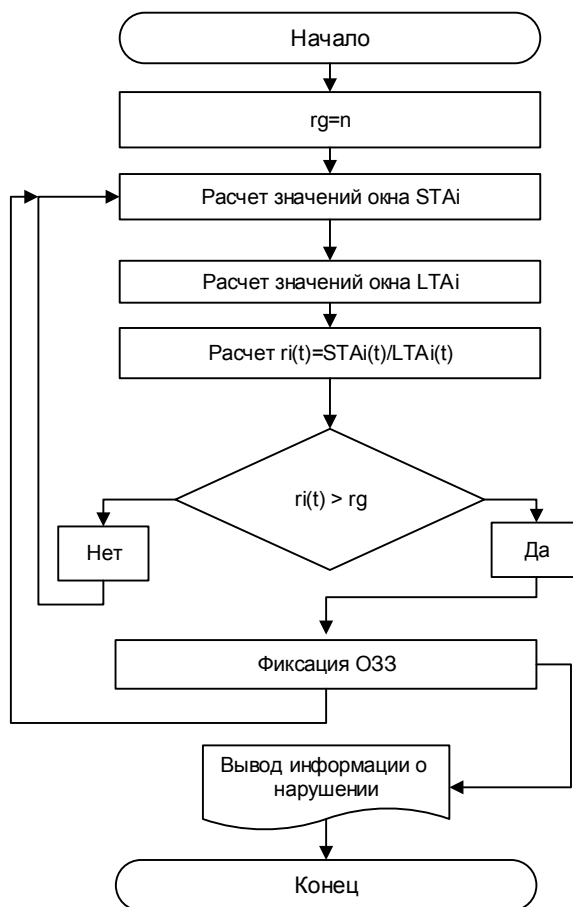 Начало
rg=n
Расчет значений окна STAi
Расчет значений окна LTAi
Расчет ri(t)=STAi(t)/LTAi(t)
ri(t) > rg
Нет
Да
Фиксация ОЗЗ
Вывод информации о
нарушении
Конец